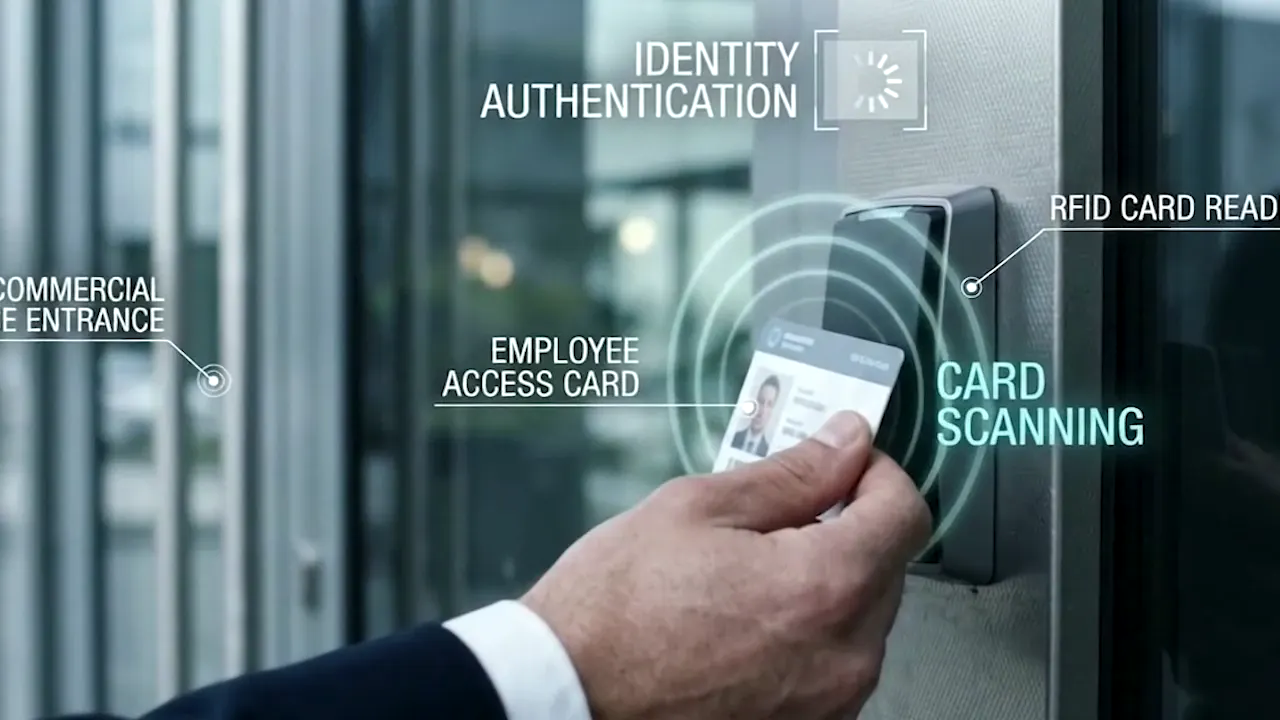 IDENTITY
AUTHENTICATION
RFID CARD READ
COMMERCIAL
E ENTRANCE
EMPLOYEE
ACCESS CARD
CARD
SCANNING